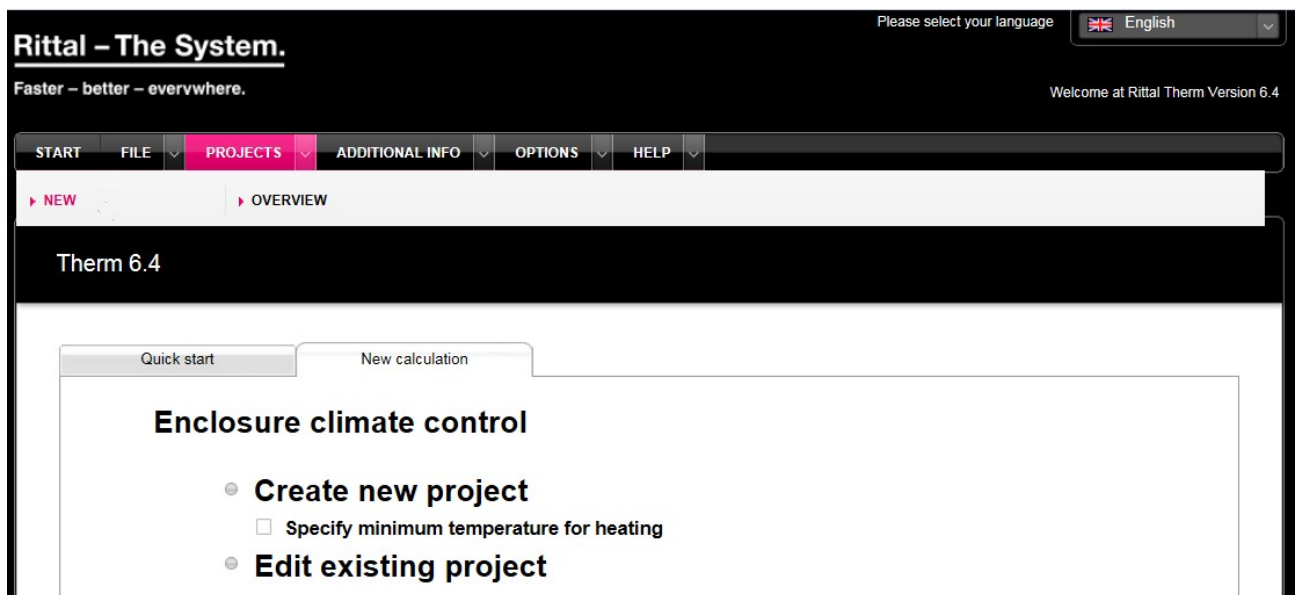 Please select your language English
Rittal – The System.
Faster – better – everywhere.
Welcome at Rittal Therm Version 6.4
START FILE PROJECTS ADDITIONAL INFO OPTIONS HELP
NEW OVERVIEW
Therm 6.4
Quick start New calculation
Enclosure climate control
Create new project
Specify minimum temperature for heating
Edit existing project